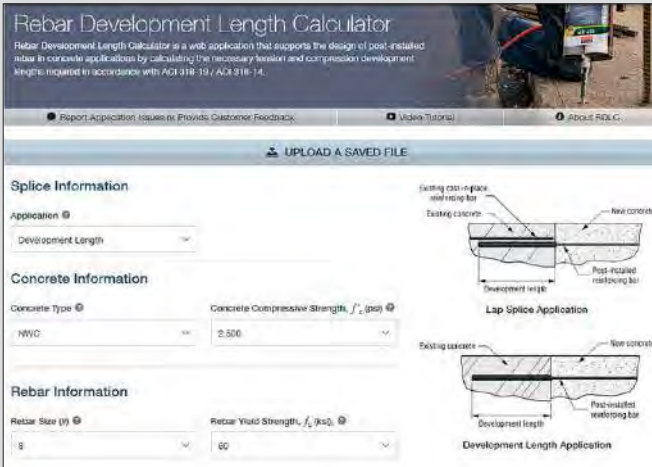 Rebar Development Length Calculator
Rebar Development Length Calculator is a web application that supports the design of post-installed
rebar in concrete applications by calculating the necessary tension and compression development
lengths required in accordance with ACI 318-19 / ACI 318-14.
Report Application Issues or Provide Customer Feedback
Video Tutorial
About RDLC
UPLOAD A SAVED FILE
Splice Information
Application
Development Length
Concrete Information
Concrete Type
Concrete Compressive Strength, f'c (psi)
NWC
2,500
Rebar Information
Rebar Size (#)
Rebar Yield Strength, fy (ksi),
60
Existing cast-in-place
reinforcing bar
Existing concrete
New concrete
Post-installed
reinforcing bar
Development length
Lap Splice Application
Existing concrete
New concrete
Post-installed
reinforcing bar
Development length
Development Length Application